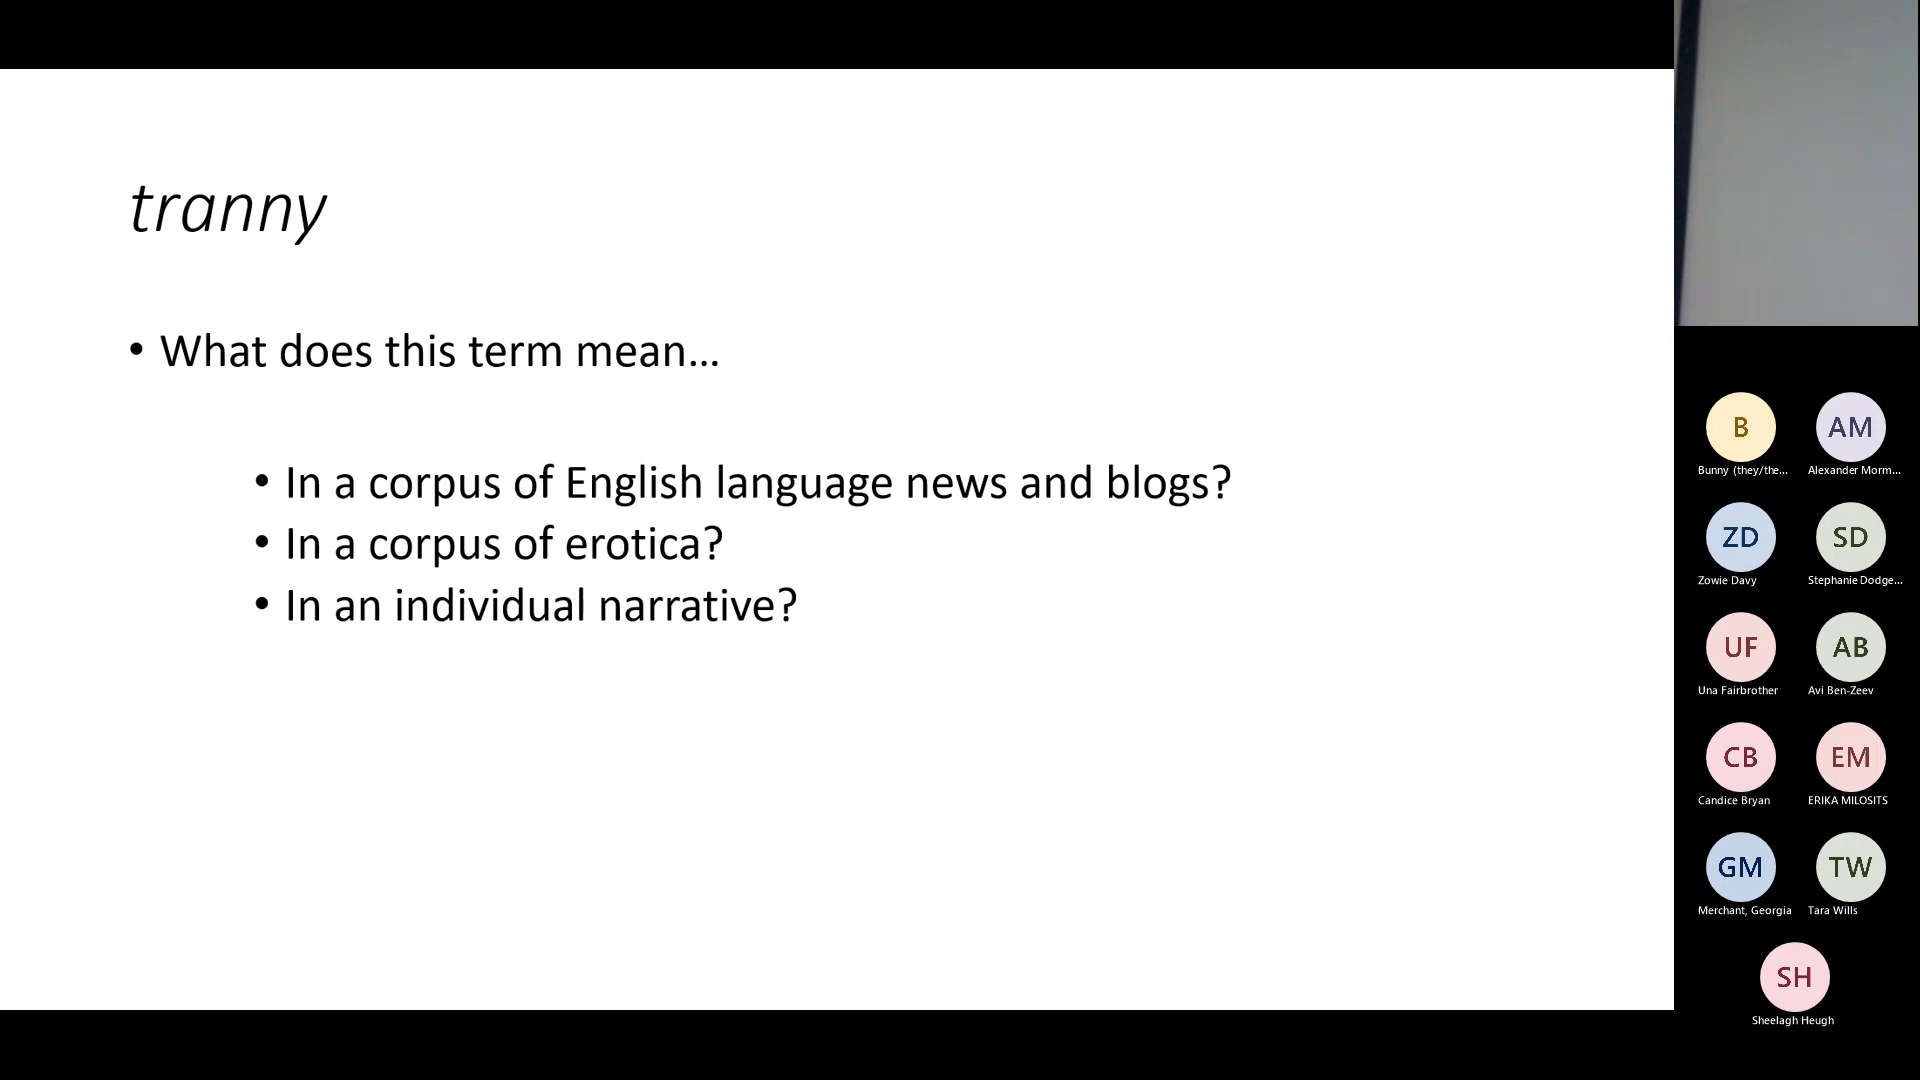 tranny
• What does this term mean...
• In a corpus of English language news and blogs?
• In a corpus of erotica?
• In an individual narrative?
B
Bunny (they/the...
AM
Alexander Morm...
ZD
Zowie Davy
SD
Stephanie Dodge...
UF
Una Fairbrother
AB
Avi Ben-Zeev
CB
Candice Bryan
EM
ERIKA MILOSITS
GM
Merchant, Georgia
TW
Tara Wills
SH
Sheelagh Heugh